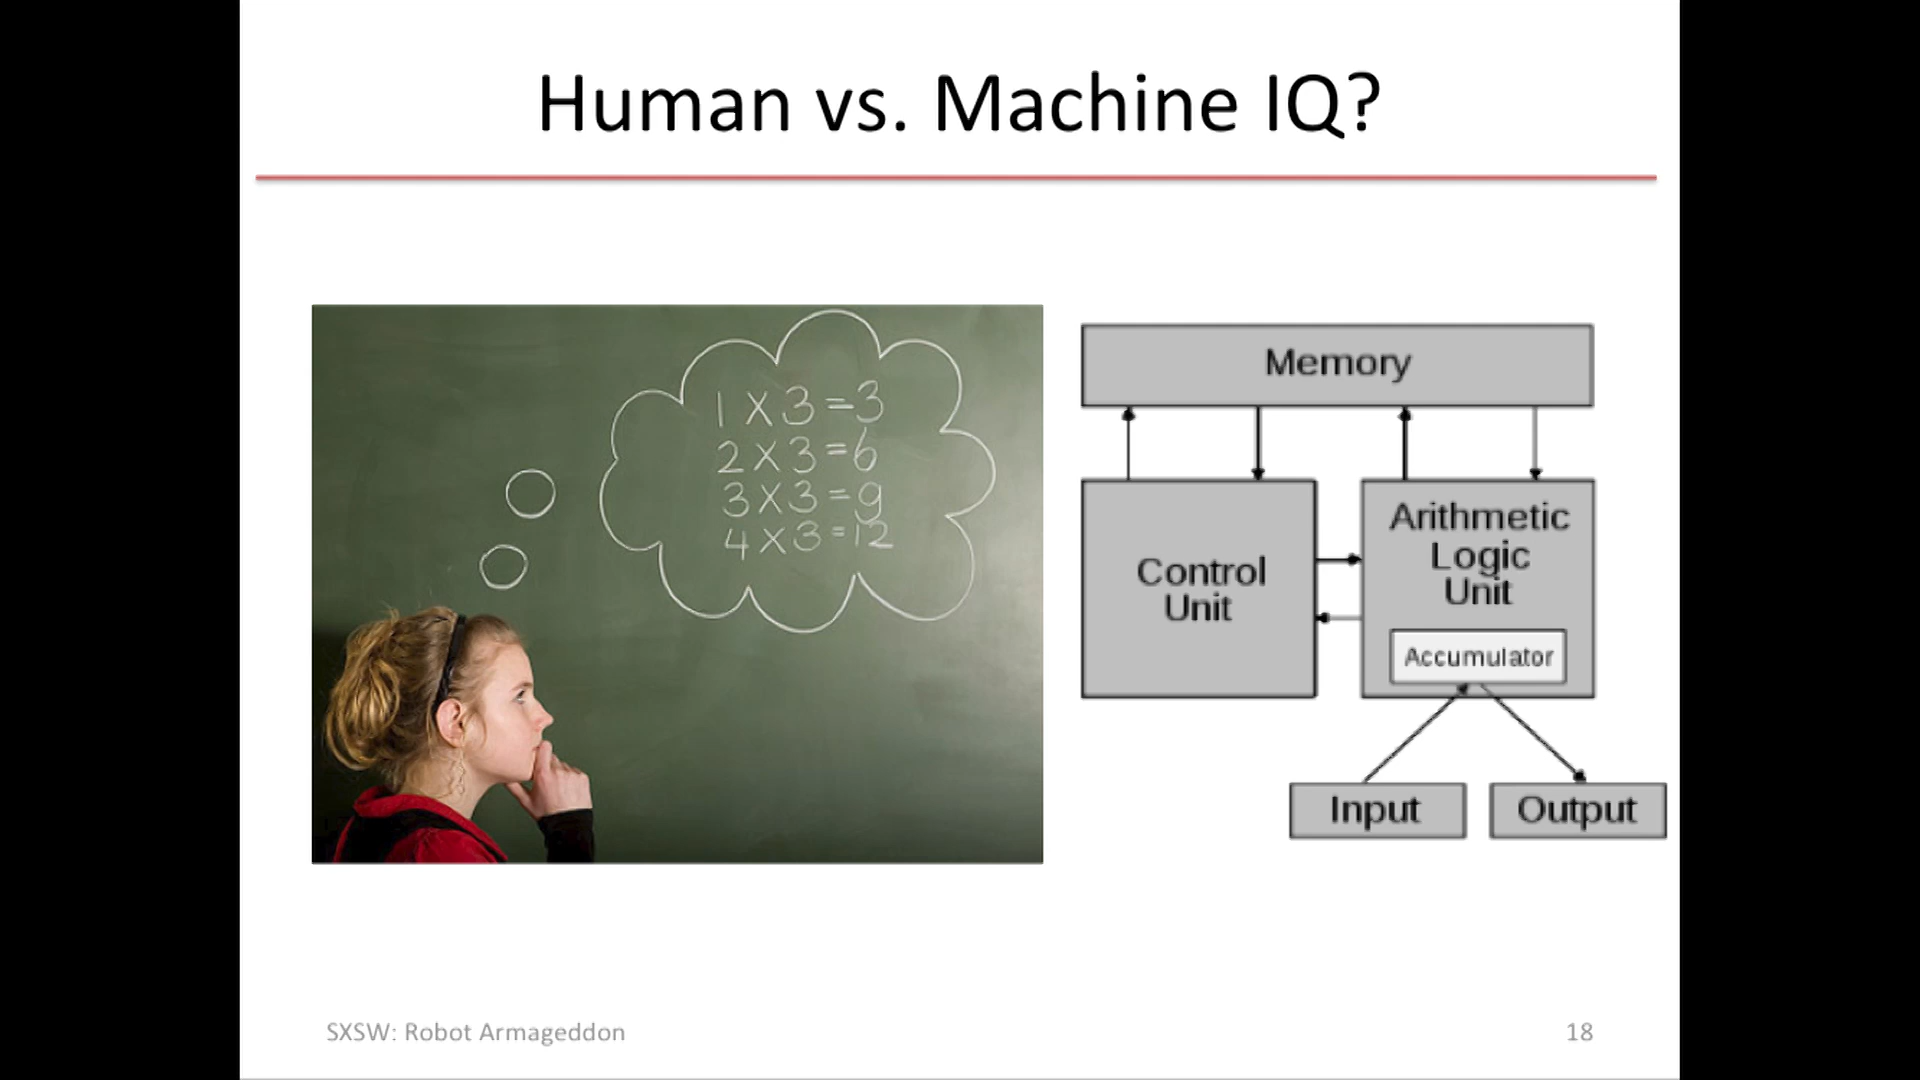 Human vs. Machine IQ?
1 X 3 = 3
2 X 3 = 6
3 X 3 = 9
4 X 3 = 12
Memory
Control
Unit
Arithmetic
Logic
Unit
Accumulator
Input
Output
SXSW: Robot Armageddon
18